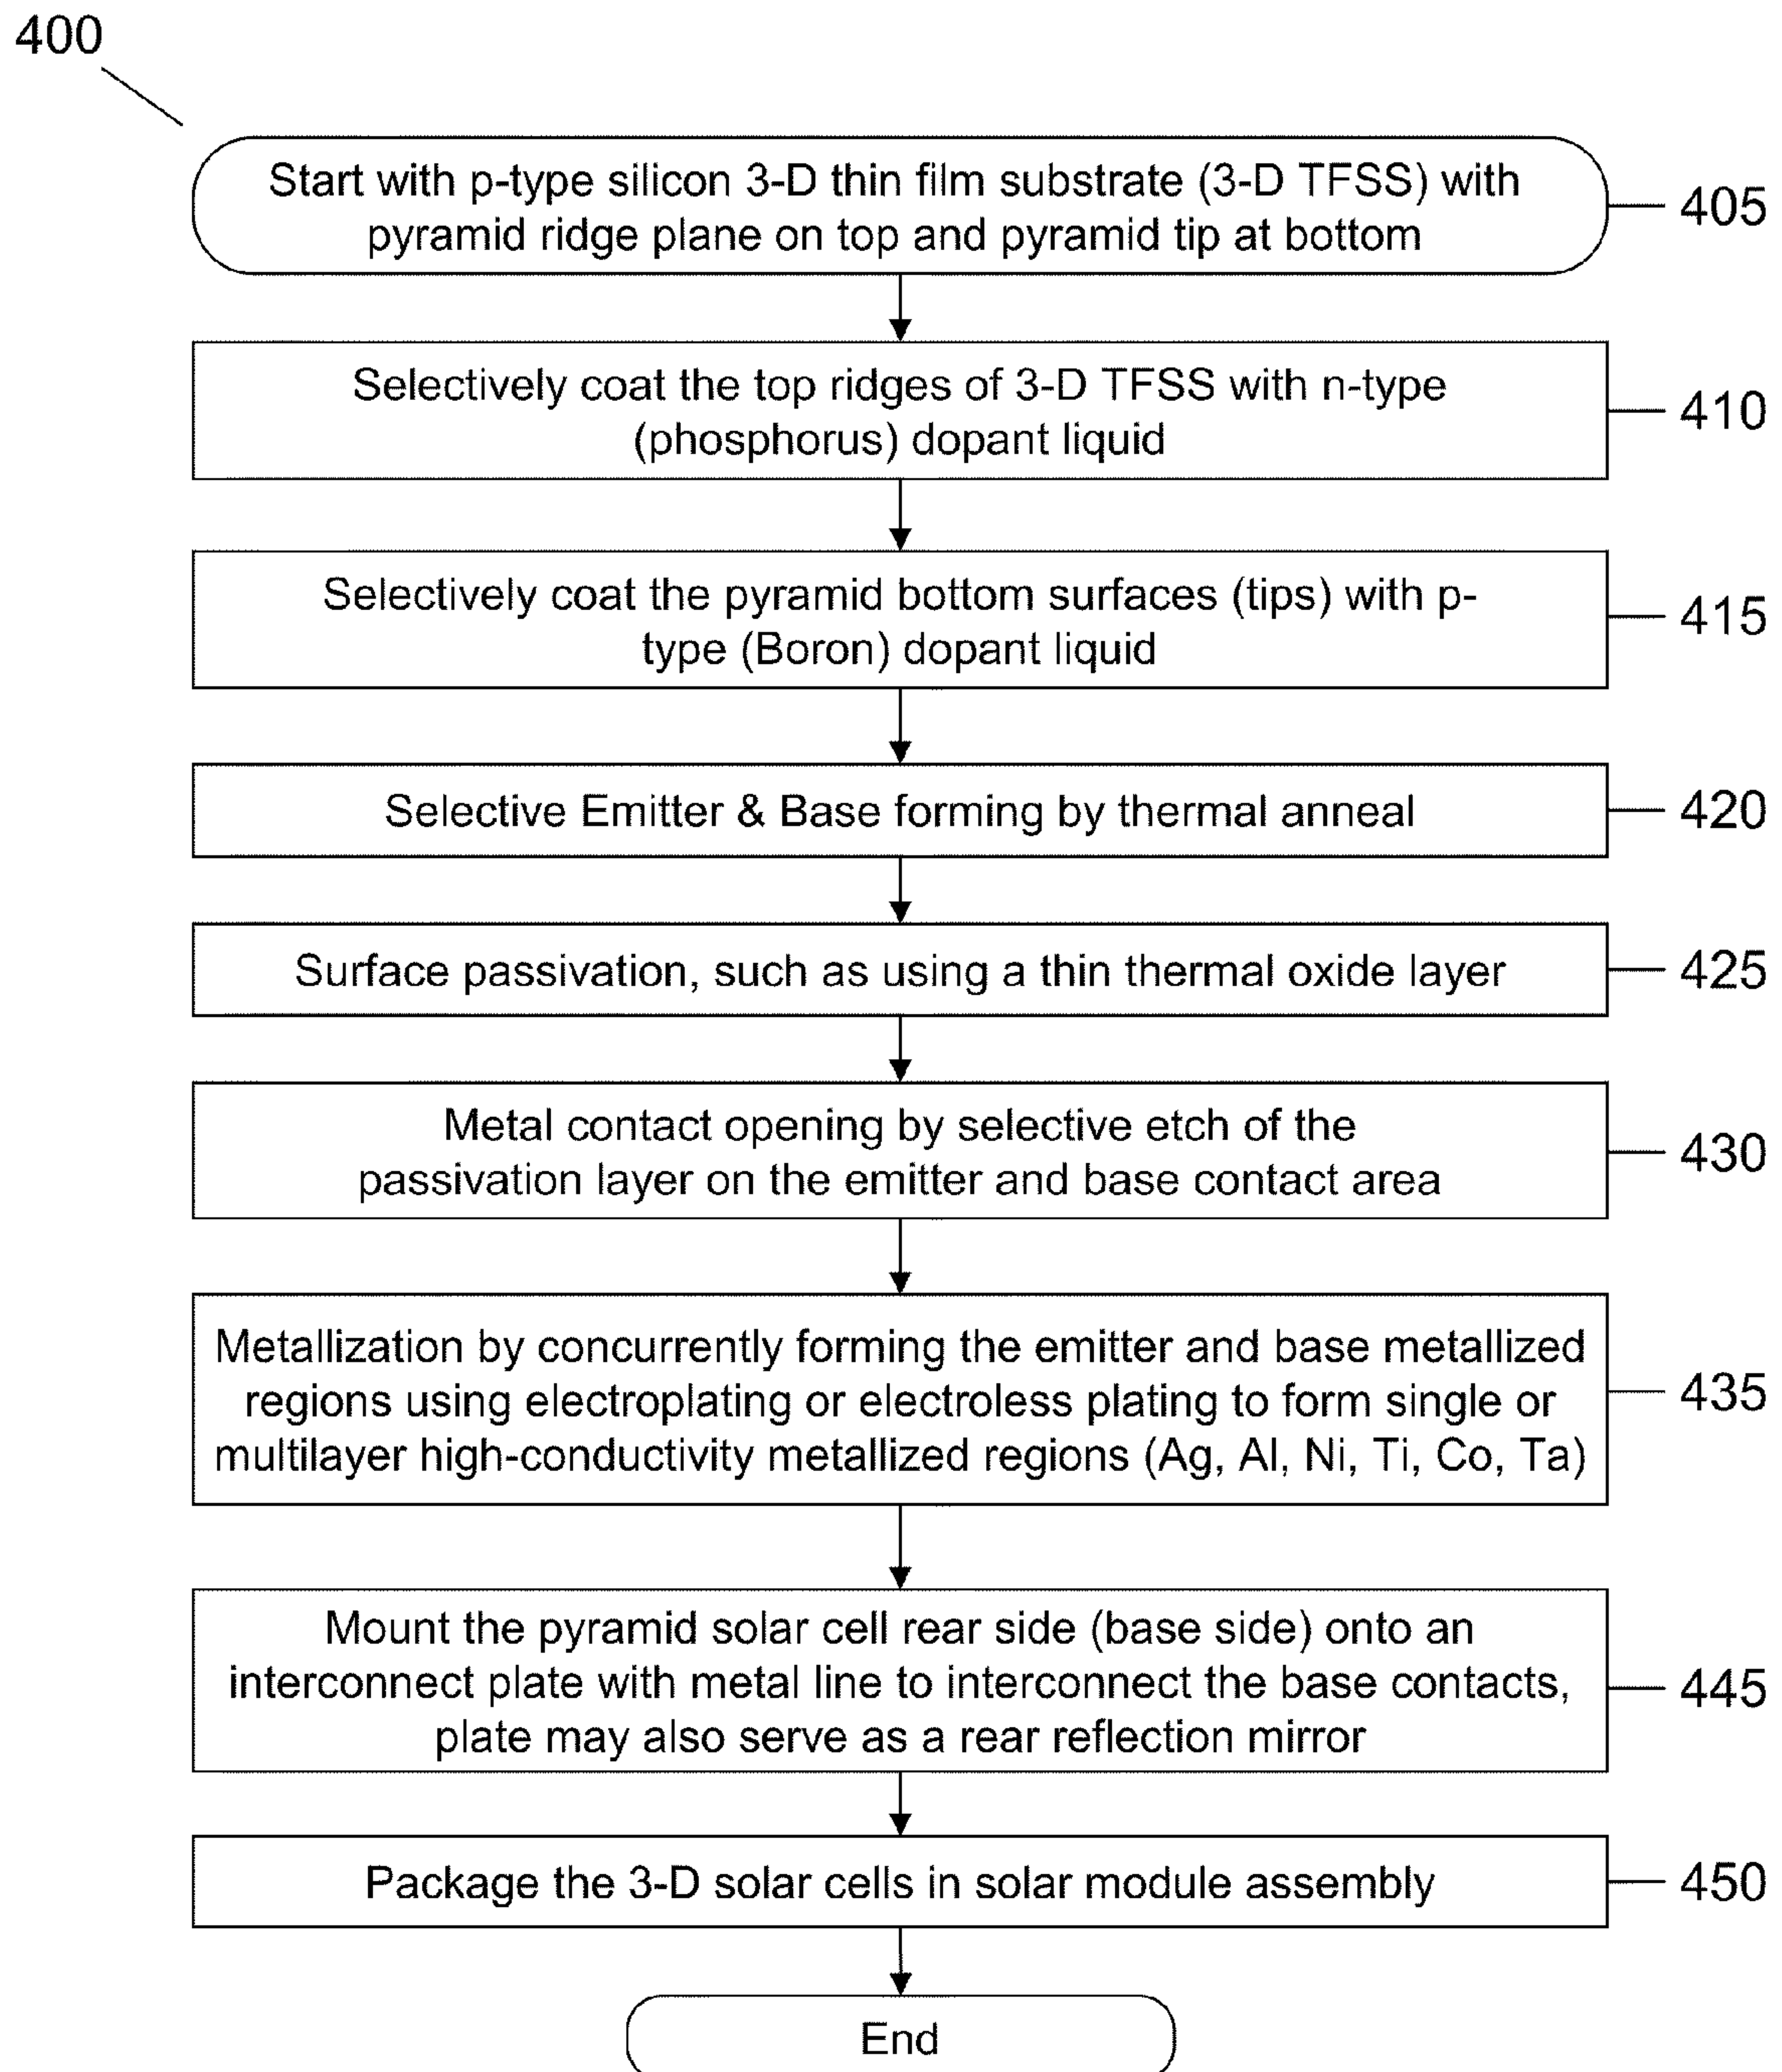 400
Start with p-type silicon 3-D thin film substrate (3-D TFSS) with
pyramid ridge plane on top and pyramid tip at bottom
405
Selectively coat the top ridges of 3-D TFSS with n-type
(phosphorus) dopant liquid
410
Selectively coat the pyramid bottom surfaces (tips) with p-
type (Boron) dopant liquid
415
Selective Emitter & Base forming by thermal anneal
420
Surface passivation, such as using a thin thermal oxide layer
425
Metal contact opening by selective etch of the
passivation layer on the emitter and base contact area
430
Metallization by concurrently forming the emitter and base metallized
regions using electroplating or electroless plating to form single or
multilayer high-conductivity metallized regions (Ag, Al, Ni, Ti, Co, Ta)
435
Mount the pyramid solar cell rear side (base side) onto an
interconnect plate with metal line to interconnect the base contacts,
plate may also serve as a rear reflection mirror
445
Package the 3-D solar cells in solar module assembly
450
End